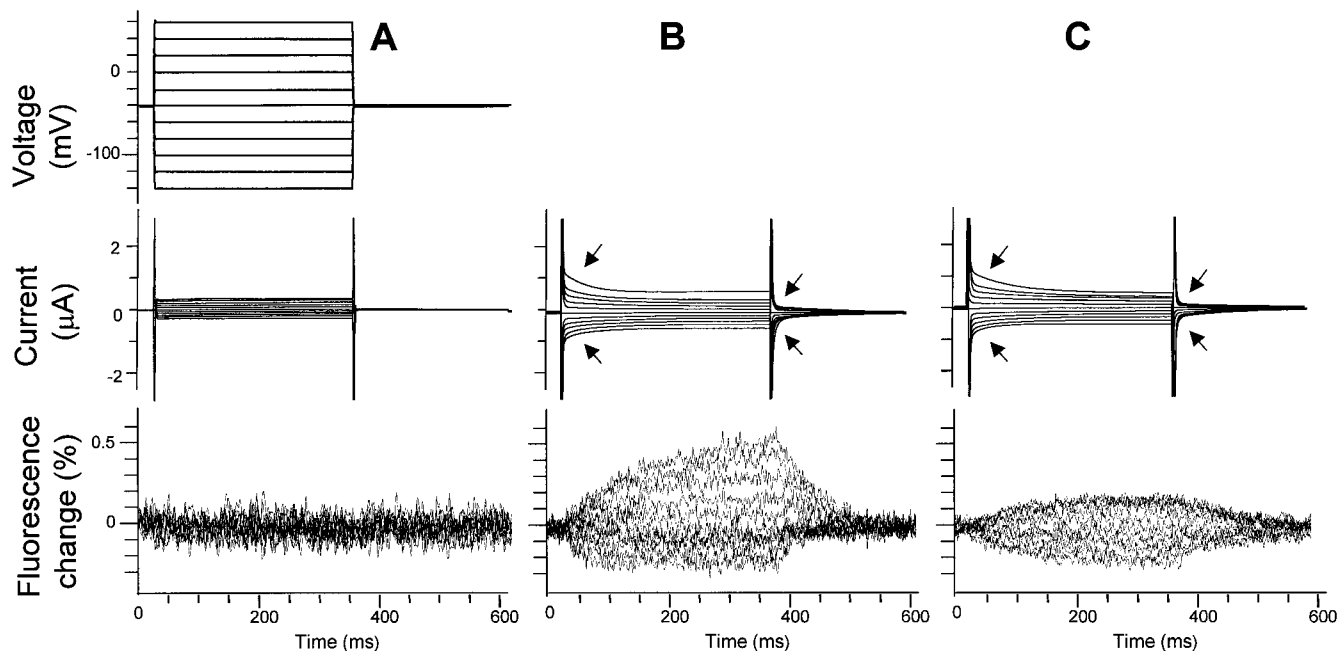 A
B
C
Voltage
(mV)
0
-100
Current
(µA)
2
0
-2
Fluorescence
change (%)
0.5
0
0 200 400 600
Time (ms)
0 200 400 600
Time (ms)
0 200 400 600
Time (ms)